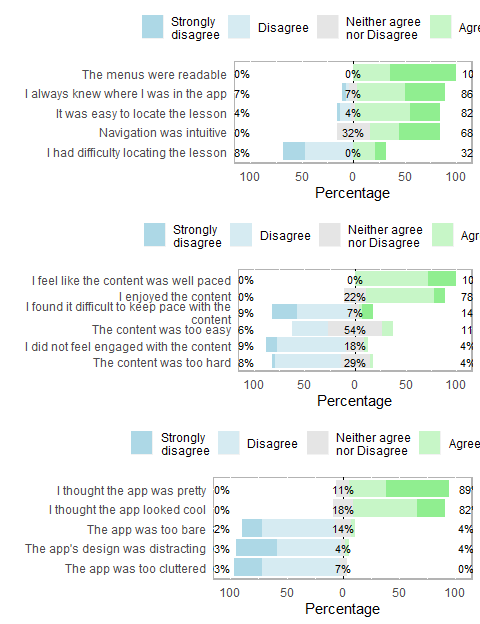 Strongly disagree Disagree Neither agree nor Disagree Agre
The menus were readable 0% 0% 10
I always knew where I was in the app 7% 7% 86
It was easy to locate the lesson 4% 4% 82
Navigation was intuitive 0% 32% 68
I had difficulty locating the lesson 8% 0% 32
100 50 0 50 100
Percentage
Strongly disagree Disagree Neither agree nor Disagree Agr
I feel like the content was well paced 0% 0% 10
I enjoyed the content 0% 22% 78
I found it difficult to keep pace with the content 9% 7% 14
The content was too easy 6% 54% 11
I did not feel engaged with the content 9% 18% 4%
The content was too hard 8% 29% 4%
100 50 0 50 100
Percentage
Strongly disagree Disagree Neither agree nor Disagree Agree
I thought the app was pretty 0% 11% 89
I thought the app looked cool 0% 18% 82
The app was too bare 2% 14% 4%
The app's design was distracting 3% 4% 4%
The app was too cluttered 3% 7% 0%
100 50 0 50 100
Percentage